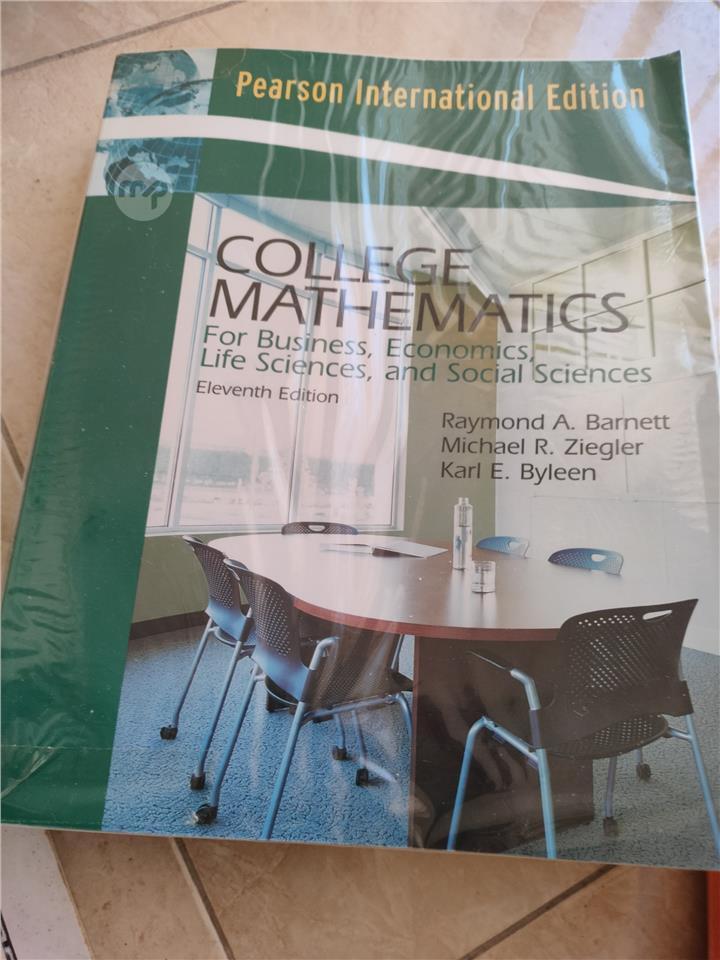 Pearson International Edition
mp
COLLEGE
MATHEMATICS
For Business, Economics,
Life Sciences, and Social Sciences
Eleventh Edition
Raymond A. Barnett
Michael R. Ziegler
Karl E. Byleen